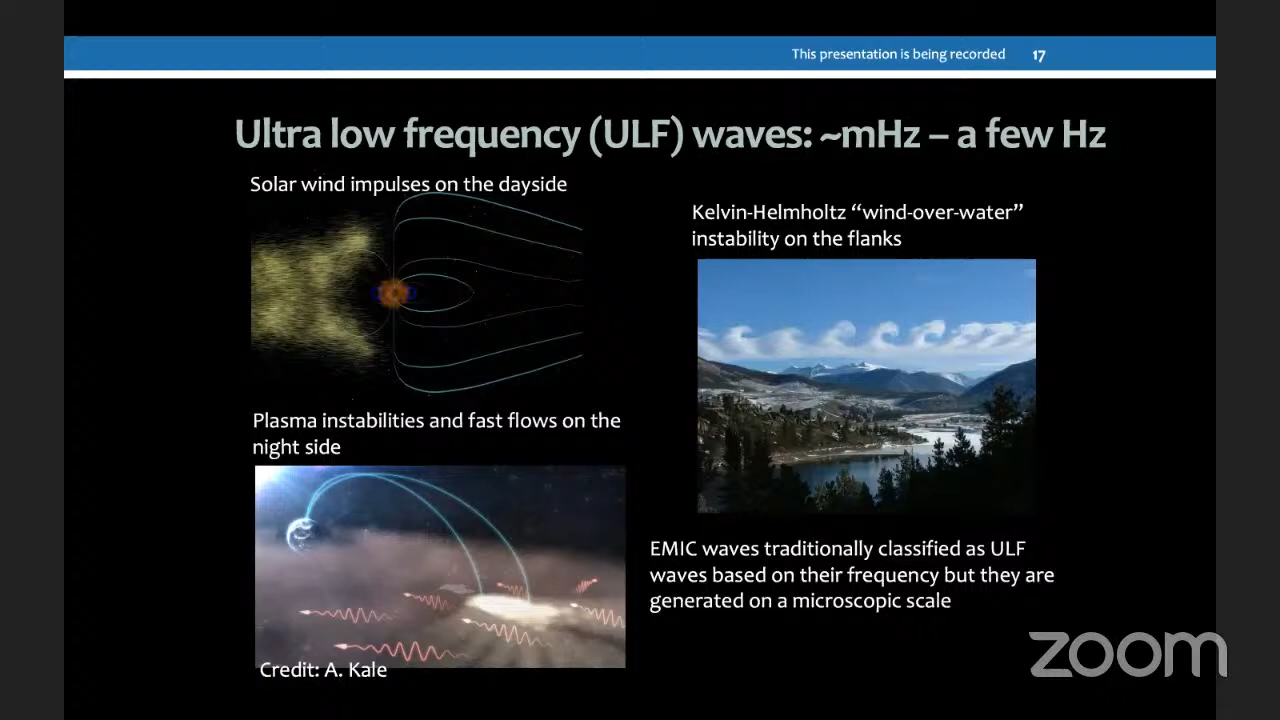 This presentation is being recorded 17
Ultra low frequency (ULF) waves: ~mHz – a few Hz
Solar wind impulses on the dayside
Kelvin-Helmholtz “wind-over-water”
instability on the flanks
Plasma instabilities and fast flows on the
night side
Credit: A. Kale
EMIC waves traditionally classified as ULF
waves based on their frequency but they are
generated on a microscopic scale
zoom